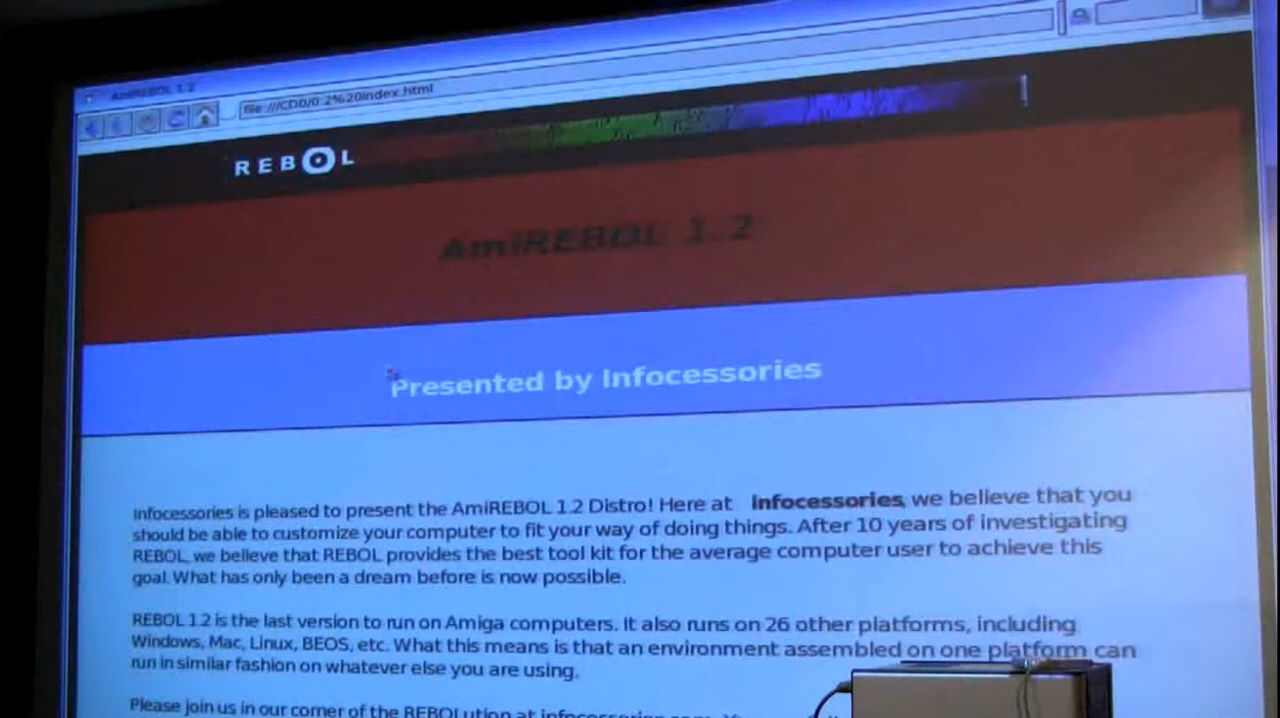 AmiREBOL 1.2
file:///CD0/0.2%20index.html
REBOL
AmiREBOL 1.2
Presented by Infocessories
Infocessories is pleased to present the AmiREBOL 1.2 Distro! Here at Infocessories, we believe that you
should be able to customize your computer to fit your way of doing things. After 10 years of investigating
REBOL, we believe that REBOL provides the best tool kit for the average computer user to achieve this
goal. What has only been a dream before is now possible.
REBOL 1.2 is the last version to run on Amiga computers. It also runs on 26 other platforms, including
Windows, Mac, Linux, BEOS, etc. What this means is that an environment assembled on one platform can
run in similar fashion on whatever else you are using.
Please join us in our corner of the REBOLution at